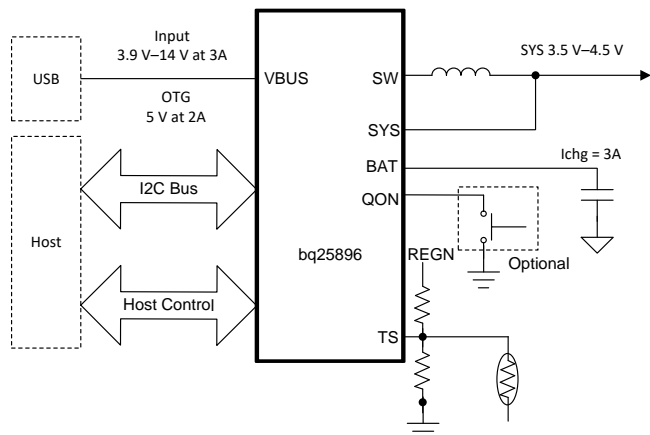 Input
3.9 V–14 V at 3A
SYS 3.5 V–4.5 V
USB
VBUS
SW
OTG
5 V at 2A
SYS
BAT
Ichg = 3A
I2C Bus
QON
Host
bq25896
REGN
Optional
Host Control
TS